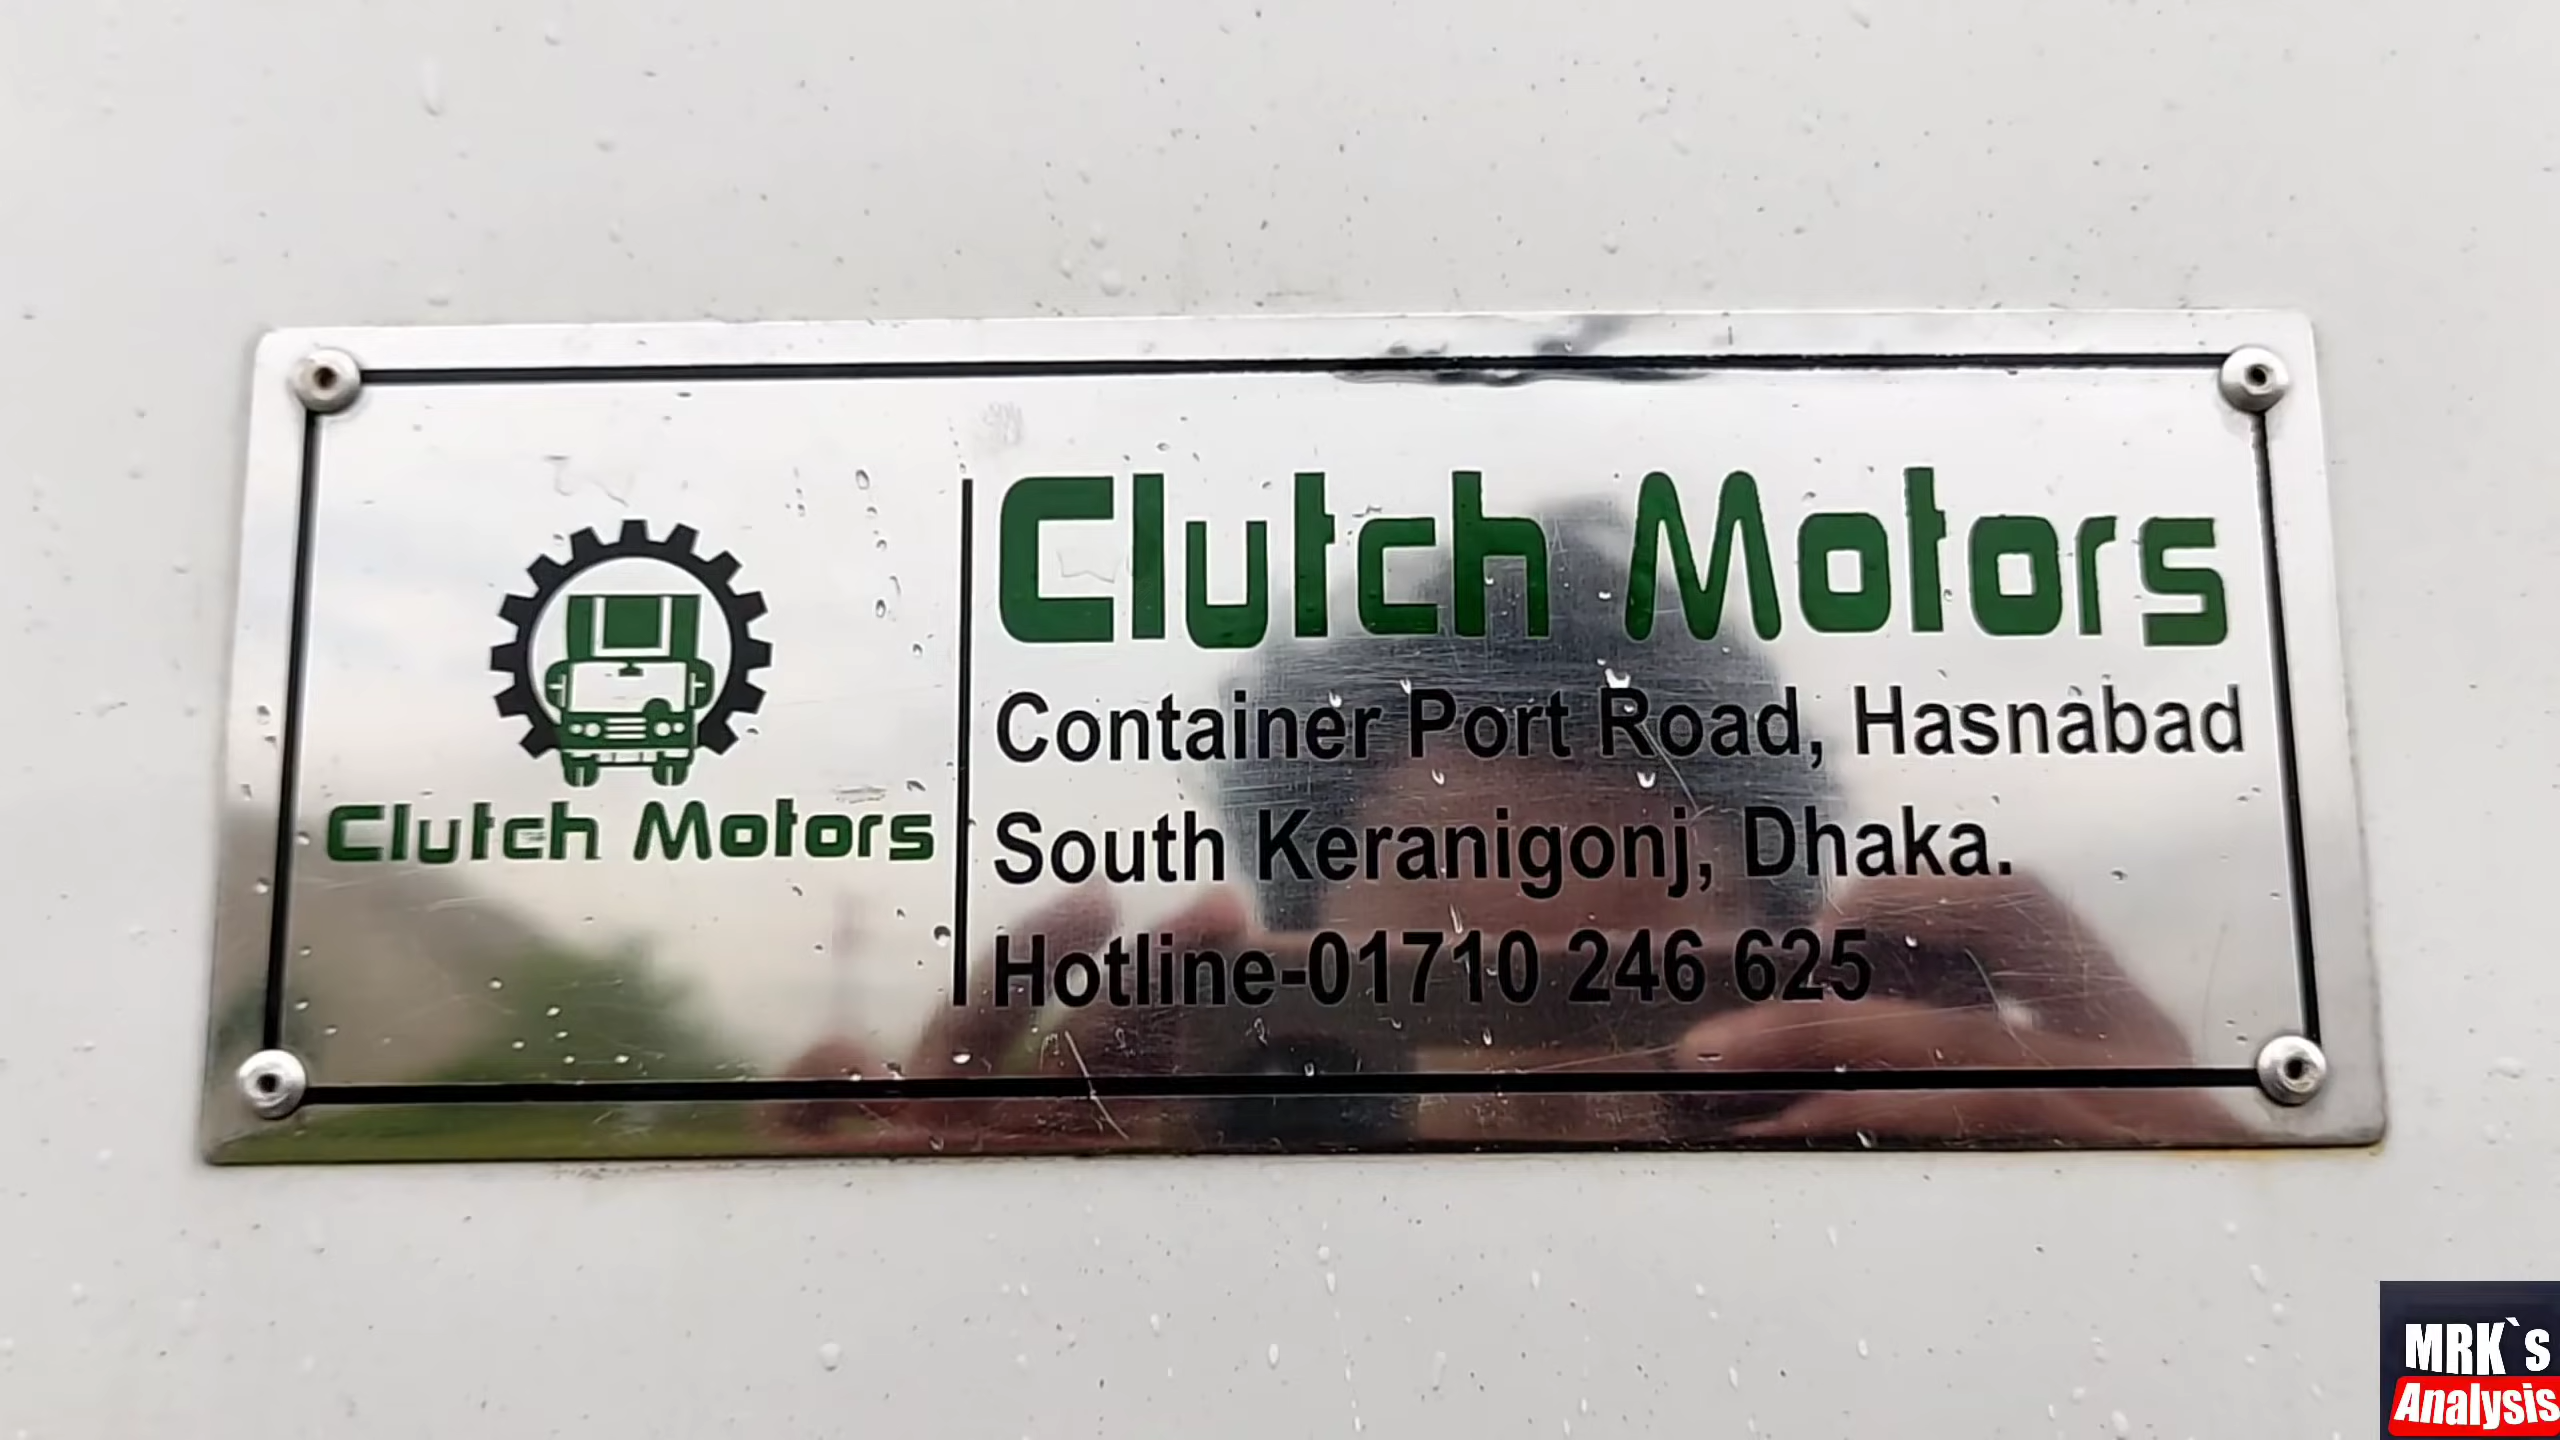 Clutch Motors
Clutch Motors
Container Port Road, Hasnabad
South Keranigonj, Dhaka.
Hotline-01710 246 625
MRK`s
Analysis